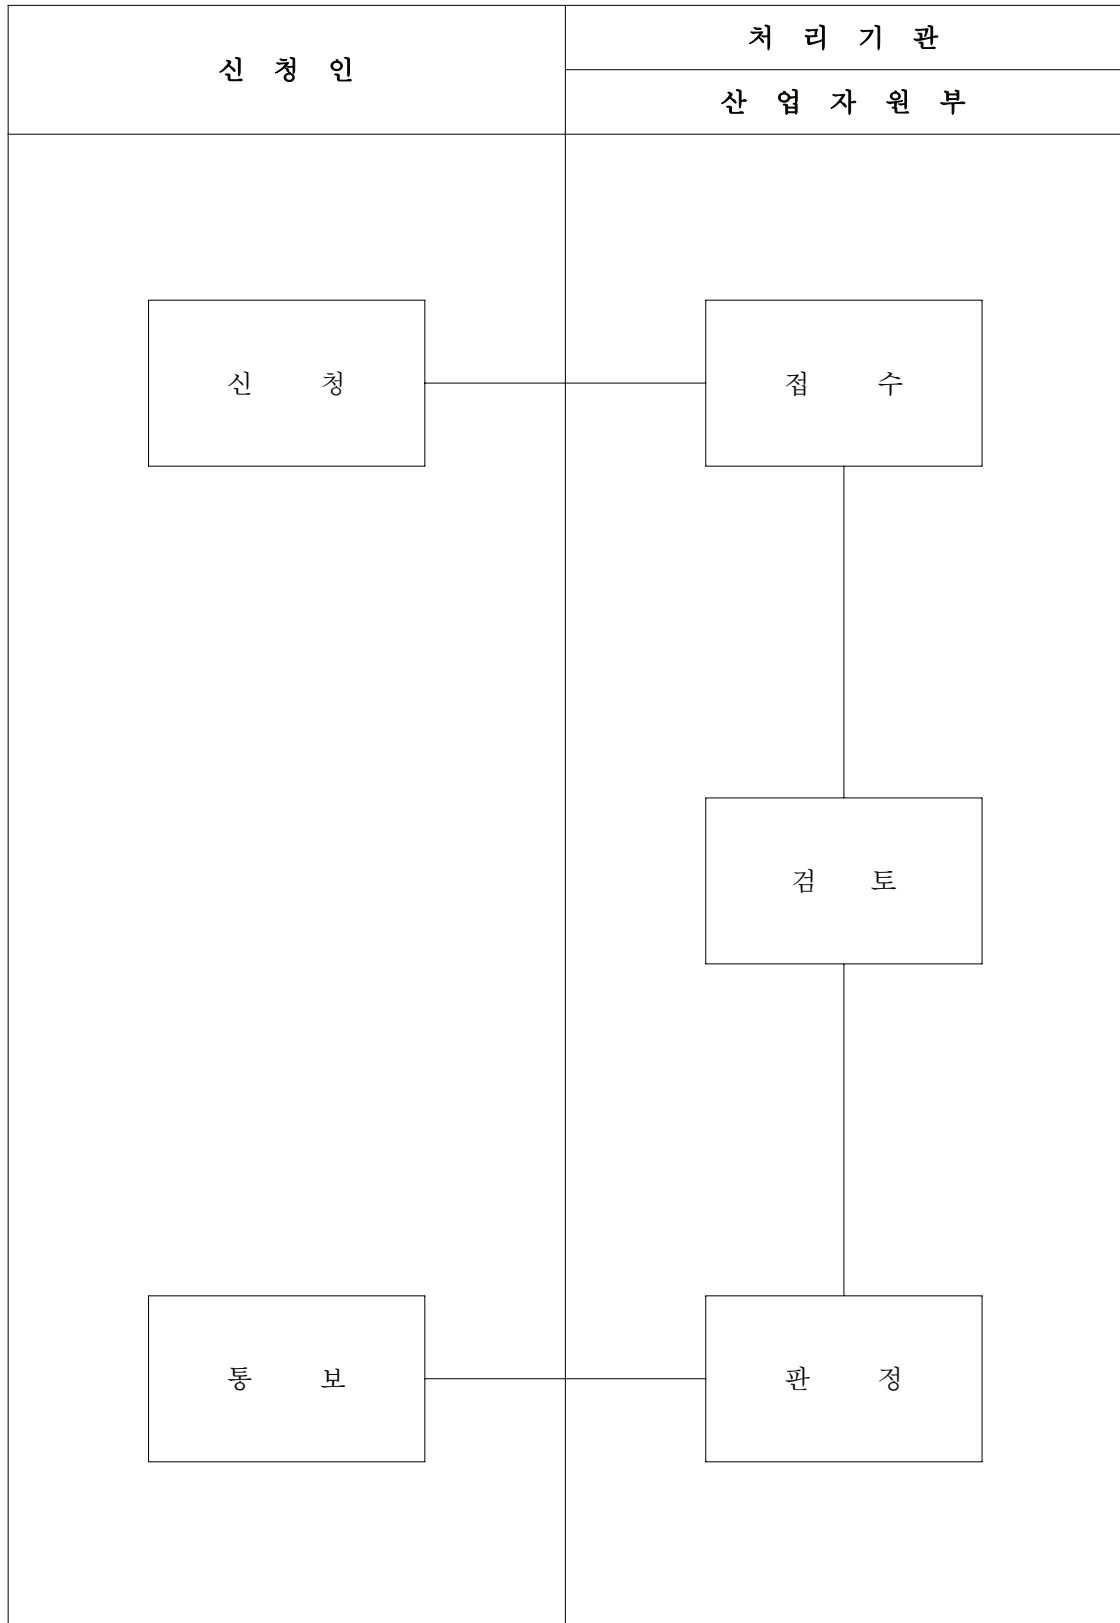 신 청 인
처 리 기 관
산 업 자 원 부
신 청
접 수
검 토
통 보
판 정